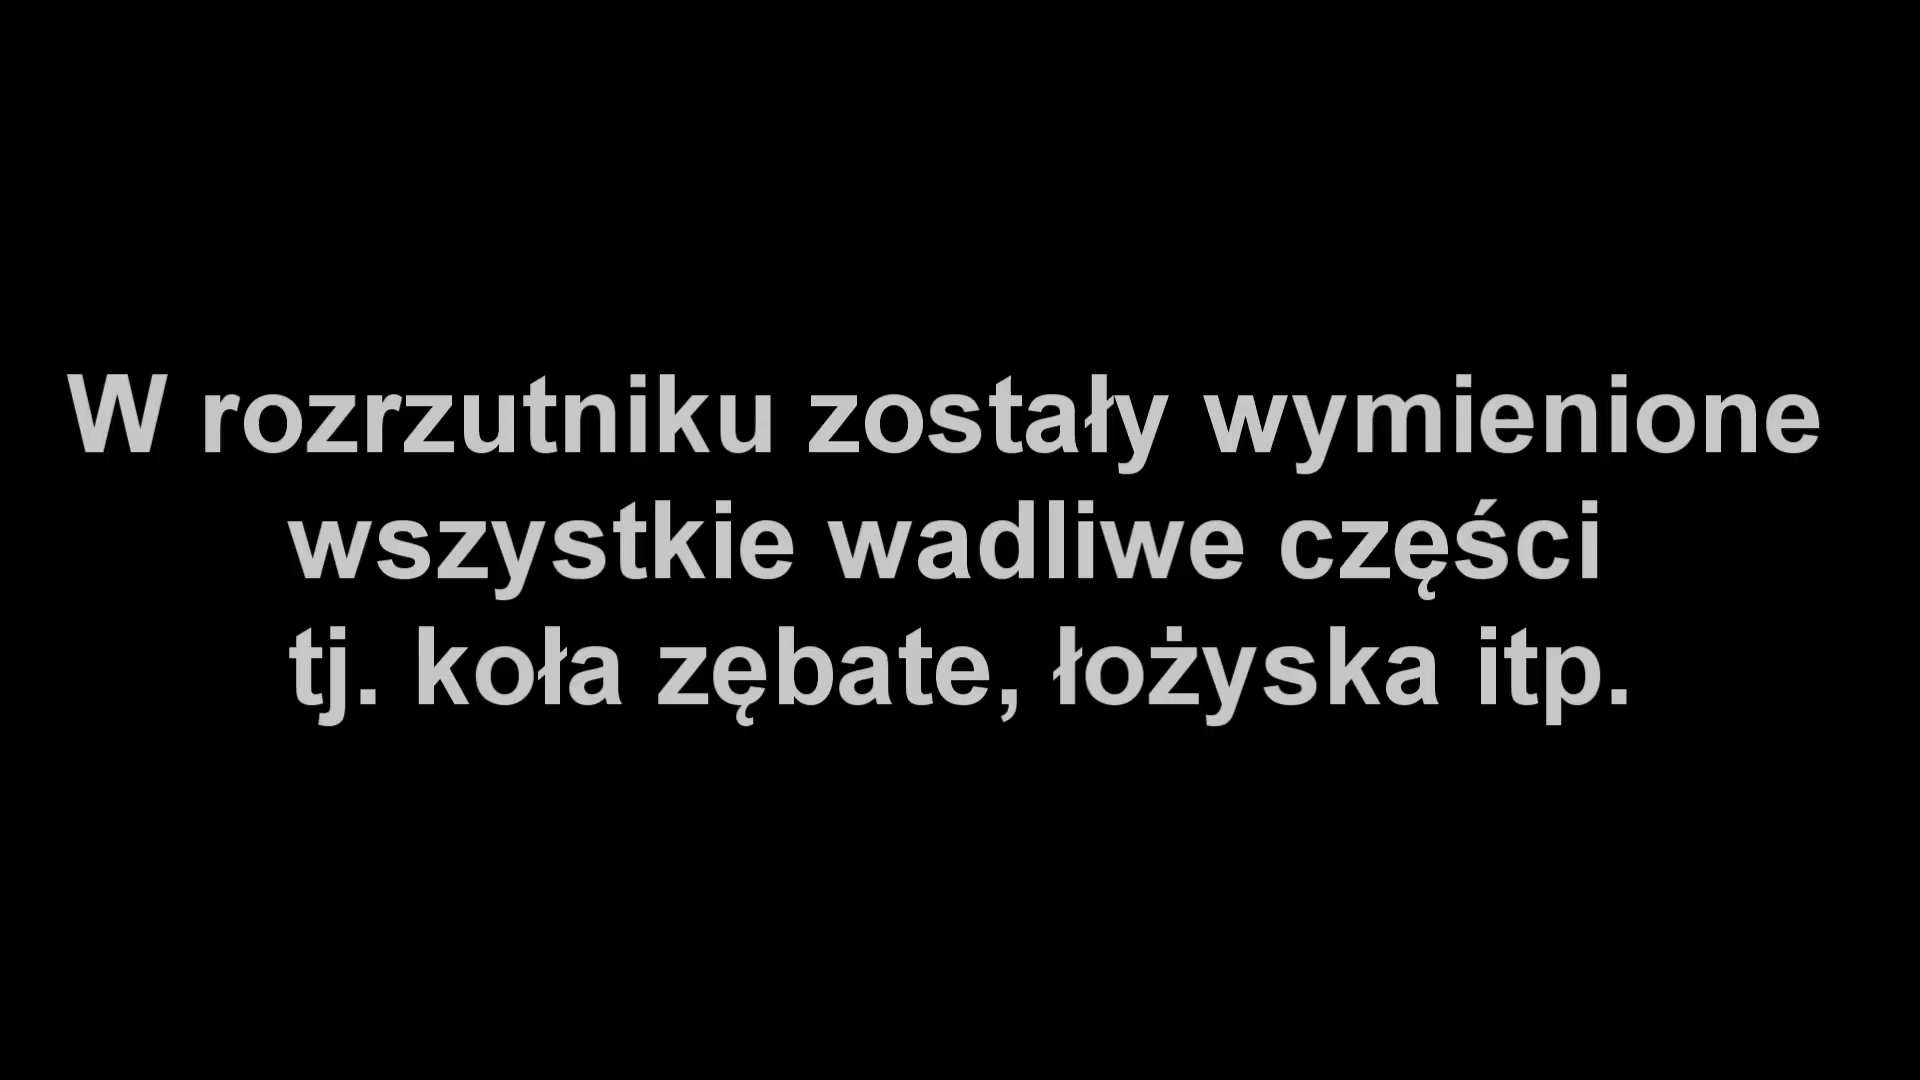 W rozrzutniku zostały wymienione
wszystkie wadliwe części
tj. koła zębate, łożyska itp.